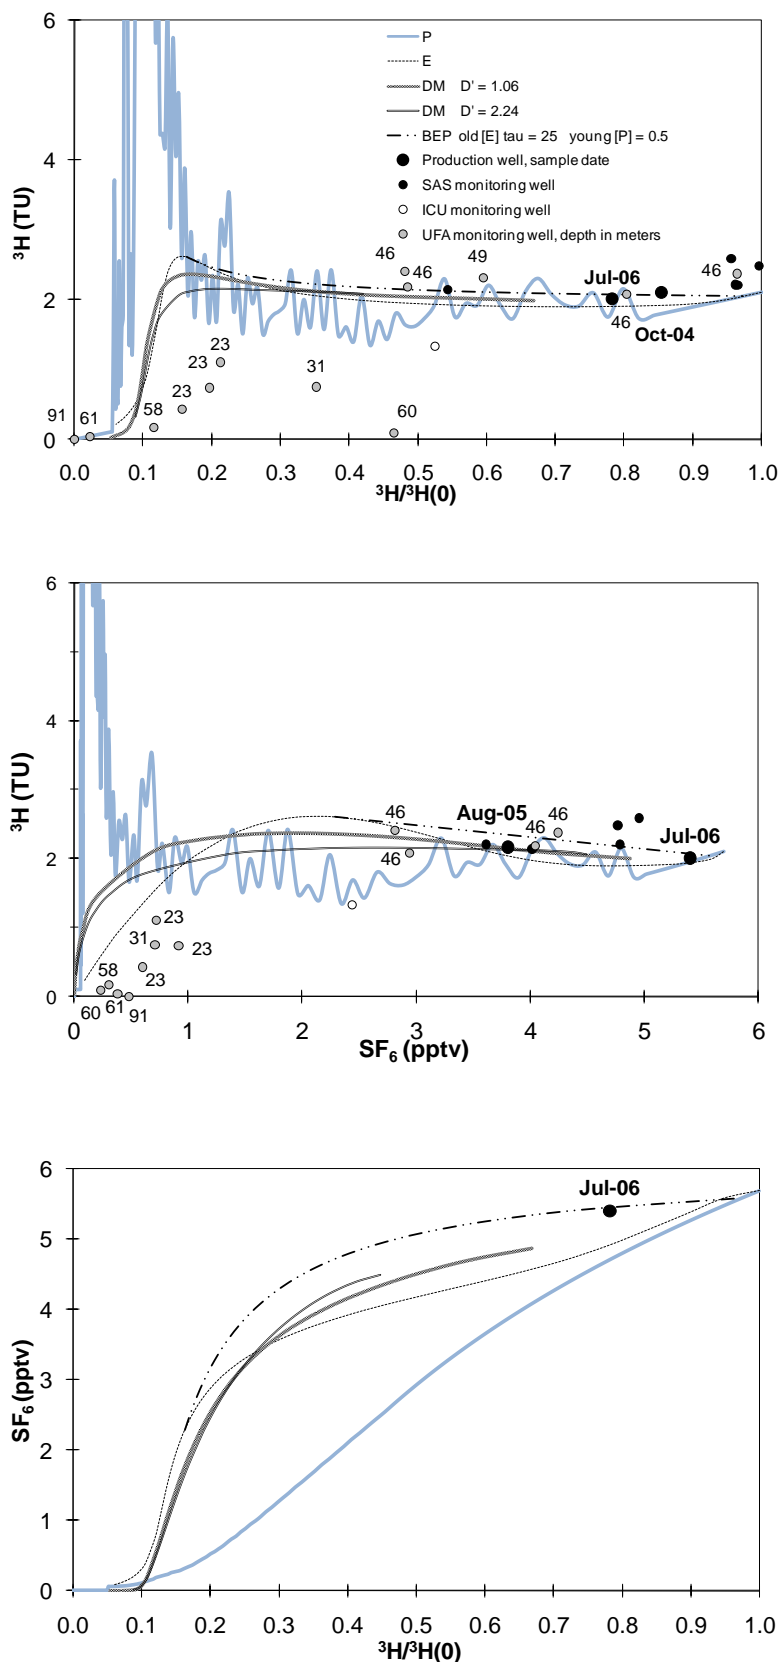 6
P
E
DM D' = 1.06
DM D' = 2.24
4
BEP old [E] tau = 25 young [P] = 0.5
Production well, sample date
SAS monitoring well
ICU monitoring well
UFA monitoring well, depth in meters
³H (TU)
46 49
46 46
Jul-06
2
46
Oct-04
23
23 31
23
91 61 58 60
0
0.0 0.1 0.2 0.3 0.4 0.5 0.6 0.7 0.8 0.9 1.0
³H/³H(0)
6
4
³H (TU)
46 Aug-05 46 46
Jul-06
2
46
23
31 23
58 23
0
60 61 91
0 1 2 3 4 5 6
SF₆ (pptv)
6
Jul-06
5
4
SF₆ (pptv)
3
2
1
0
0.0 0.1 0.2 0.3 0.4 0.5 0.6 0.7 0.8 0.9 1.0
³H/³H(0)